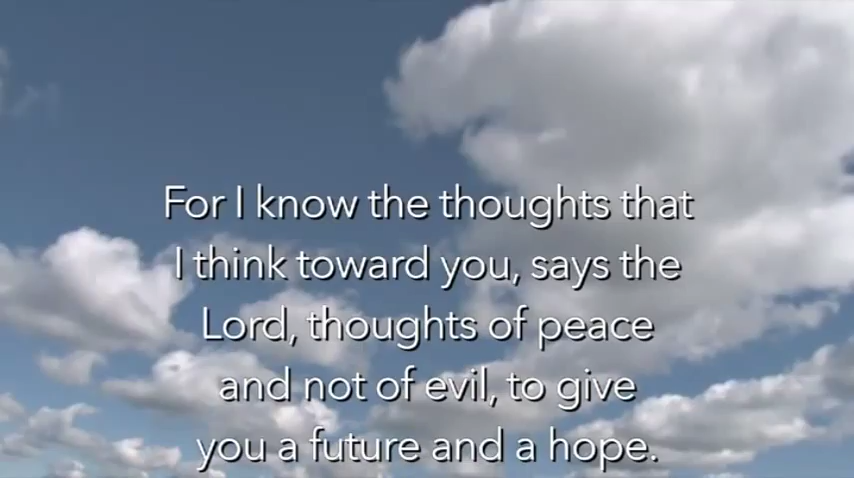 For I know the thoughts that
I think toward you, says the
Lord, thoughts of peace
and not of evil, to give
you a future and a hope.